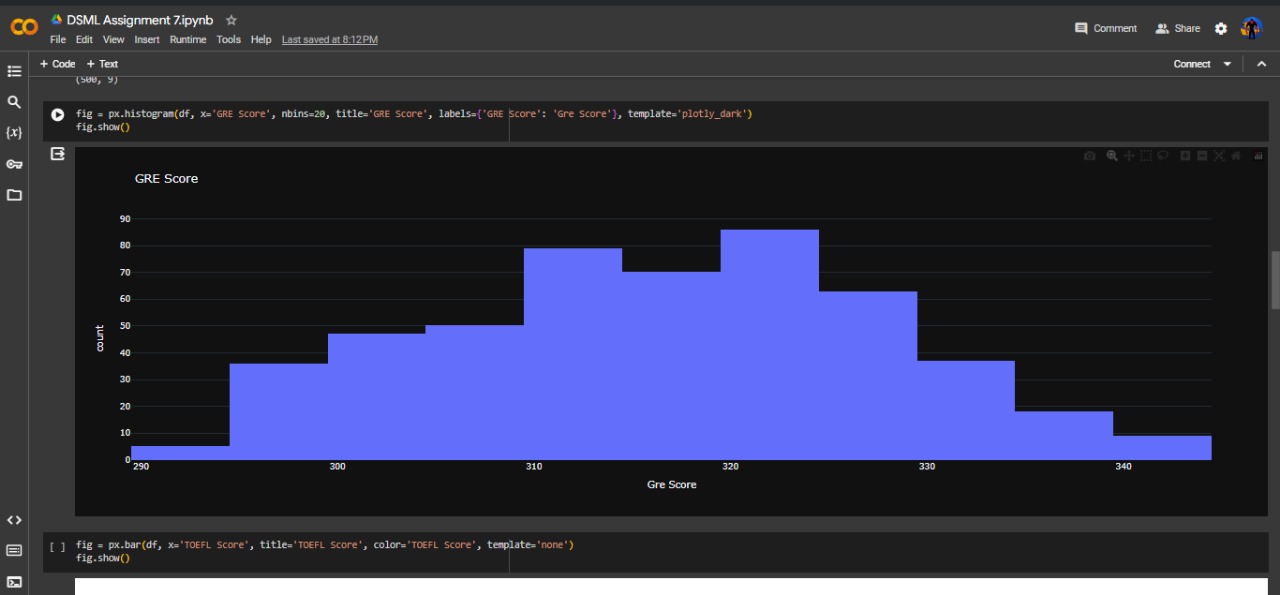 DSML Assignment 7.ipynb
File Edit View Insert Runtime Tools Help Last saved at 8:12 PM
Comment Share
+ Code + Text
Connect
(500, 9)
fig = px.histogram(df, x='GRE Score', nbins=20, title='GRE Score', labels={'GRE Score': 'Gre Score'}, template='plotly_dark')
fig.show()
{x}
GRE Score
90
80
70
60
50
40
30
20
10
0
count
290 300 310 320 330 340
Gre Score
[ ] fig = px.bar(df, x='TOEFL Score', title='TOEFL Score', color='TOEFL Score', template='none')
fig.show()